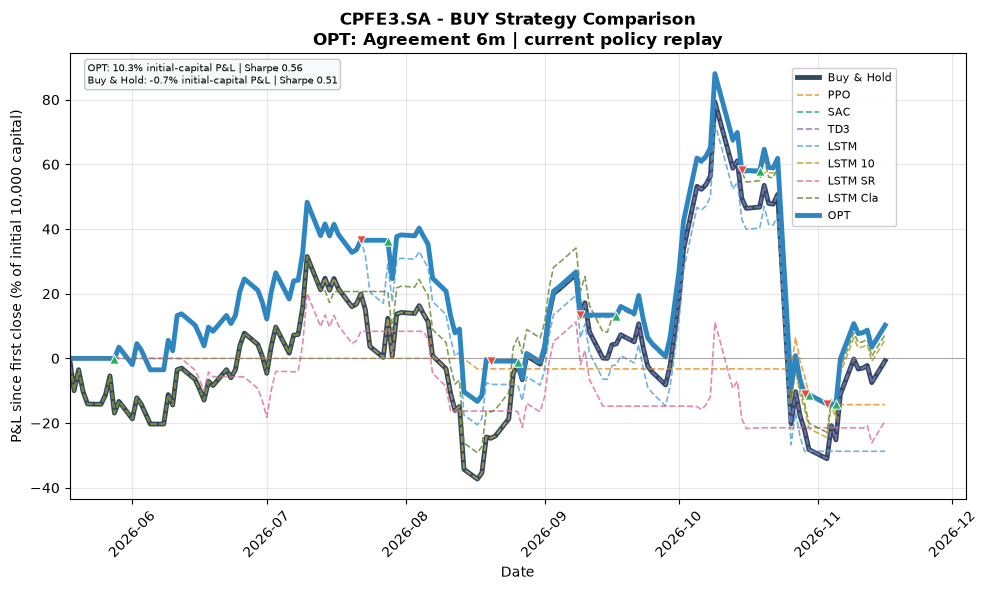 CPFE3.SA - BUY Strategy Comparison
OPT: Agreement 6m | current policy replay
OPT: 10.3% initial-capital P&L | Sharpe 0.56
Buy & Hold: -0.7% initial-capital P&L | Sharpe 0.51
Buy & Hold
PPO
SAC
TD3
LSTM
LSTM 10
LSTM SR
LSTM Cla
OPT
P&L since first close (% of initial 10,000 capital)
80
60
40
20
0
−20
−40
2026-06
2026-07
2026-08
2026-09
2026-10
2026-11
2026-12
Date